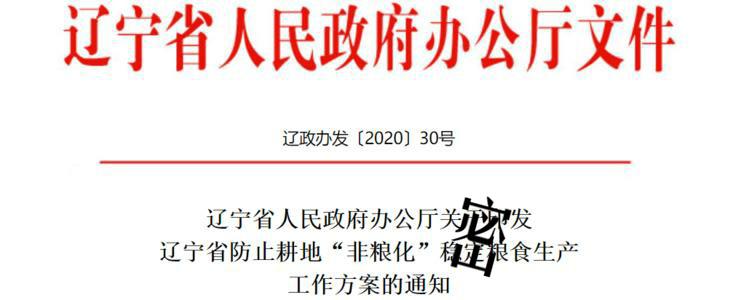 辽宁省人民政府办公厅文件
辽政办发〔2020〕30号
辽宁省人民政府办公厅关于印发
辽宁省防止耕地“非粮化”稳定粮食生产
工作方案的通知
密